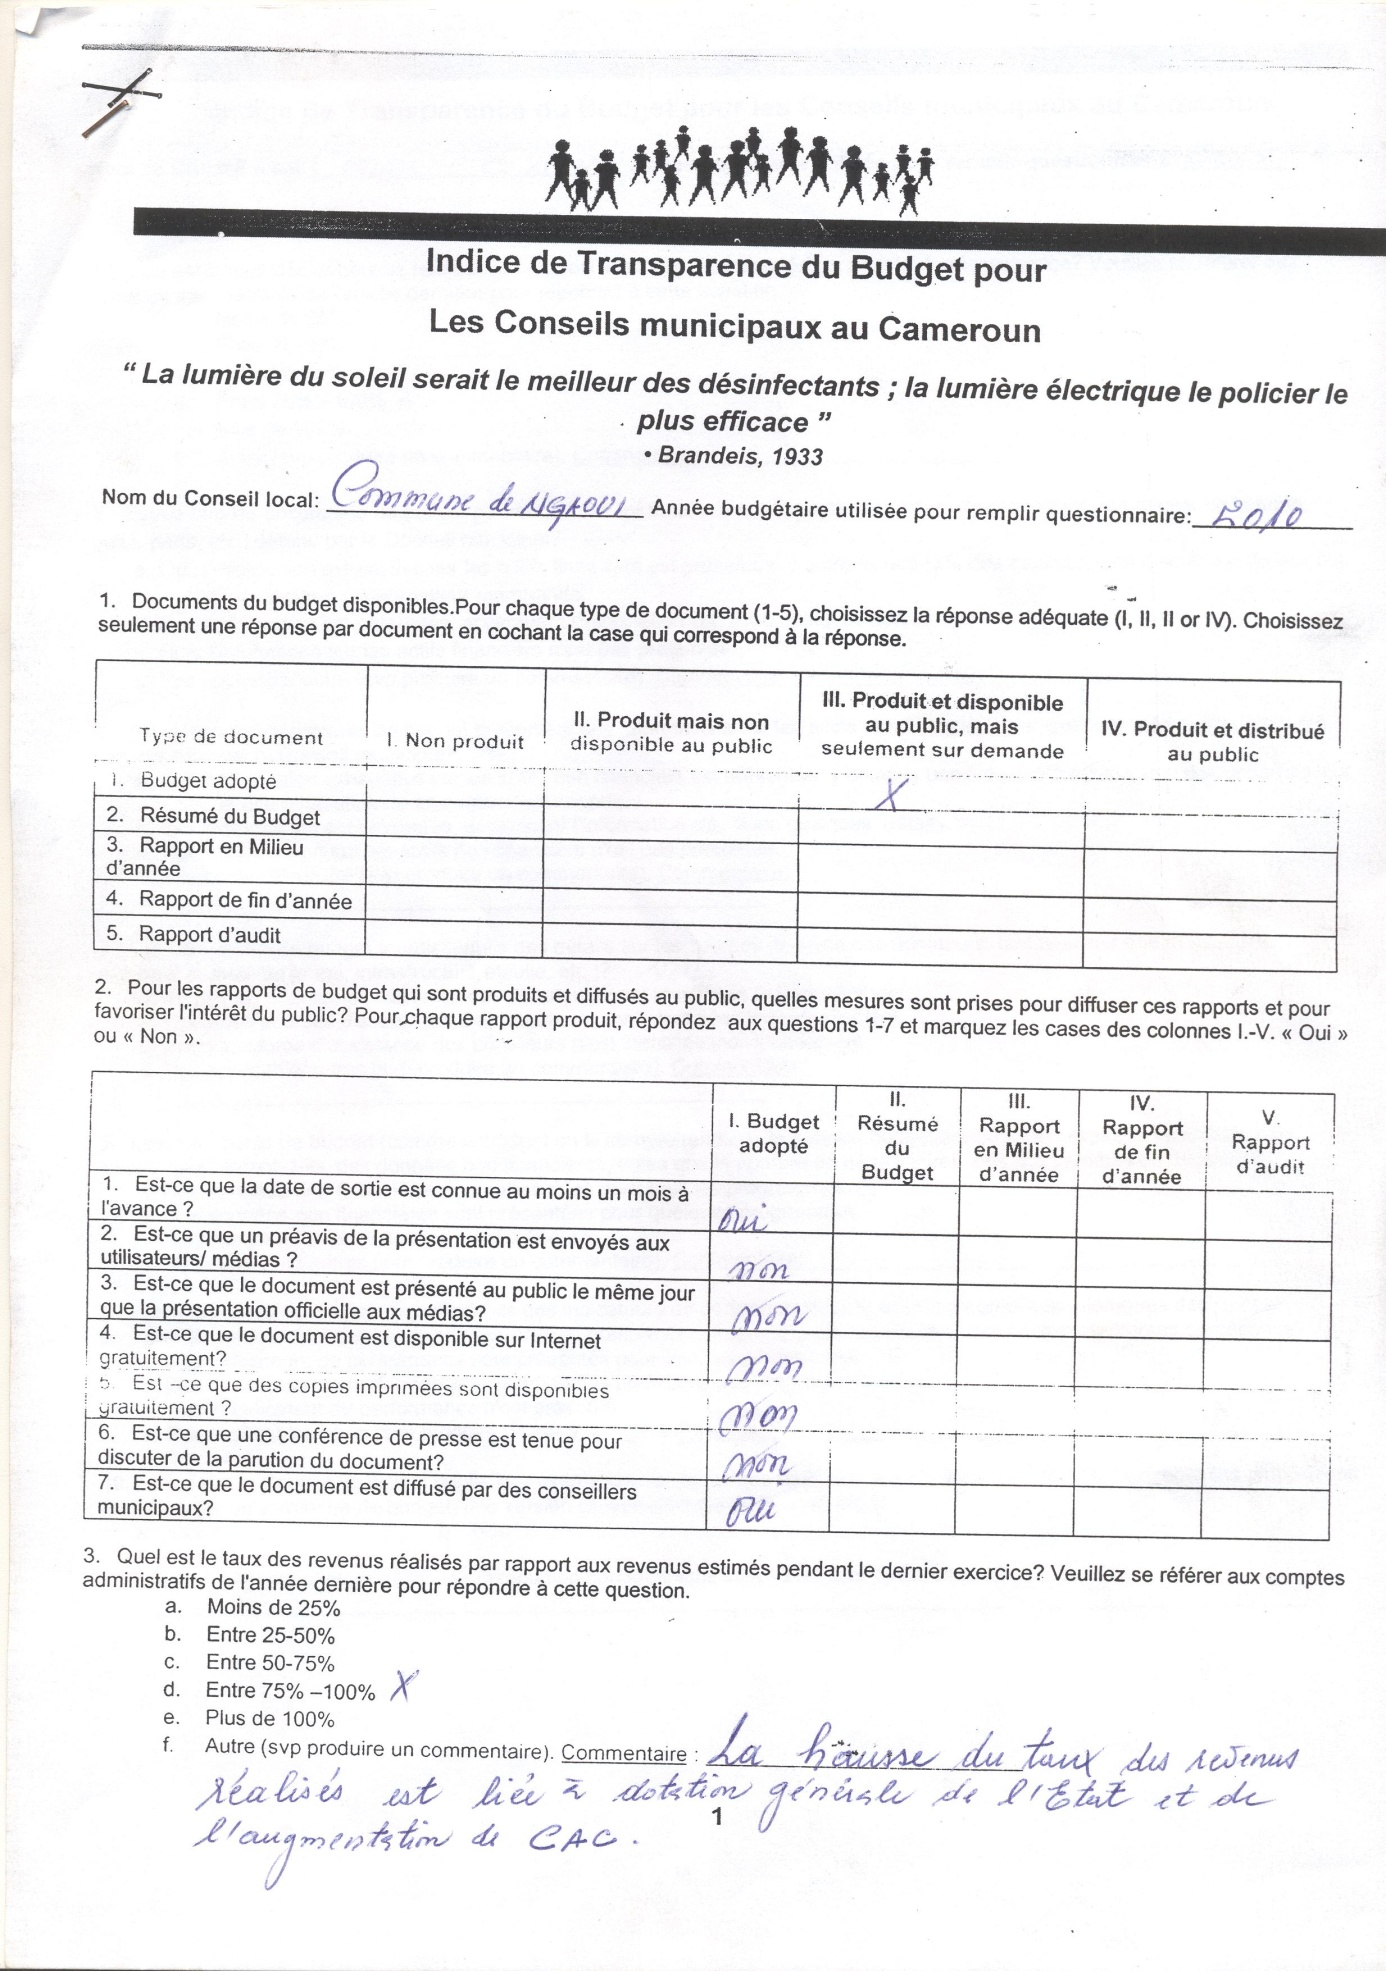 Indice de Transparence du Budget pour
Les Conseils municipaux au Cameroun
“ La lumière du soleil serait le meilleur des désinfectants ; la lumière électrique le policier le
plus efficace ”
• Brandeis, 1933
Nom du Conseil local: Commune de NGAOUI Année budgétaire utilisée pour remplir questionnaire: 2010
1. Documents du budget disponibles.Pour chaque type de document (1-5), choisissez la réponse adéquate (I, II, II or IV). Choisissez
seulement une réponse par document en cochant la case qui correspond à la réponse.
Type de document
I. Non produit
II. Produit mais non
disponible au public
III. Produit et disponible
au public, mais
seulement sur demande
IV. Produit et distribué
au public
1. Budget adopté X
2. Résumé du Budget
3. Rapport en Milieu
d'année
4. Rapport de fin d'année
5. Rapport d'audit
2. Pour les rapports de budget qui sont produits et diffusés au public, quelles mesures sont prises pour diffuser ces rapports et pour
favoriser l'intérêt du public? Pour chaque rapport produit, répondez aux questions 1-7 et marquez les cases des colonnes I.-V. « Oui »
ou « Non ».
I. Budget
adopté
II.
Résumé
du
Budget
III.
Rapport
en Milieu
d'année
IV.
Rapport
de fin
d'année
V.
Rapport
d'audit
1. Est-ce que la date de sortie est connue au moins un mois à
l'avance ? oui
2. Est-ce que un préavis de la présentation est envoyés aux
utilisateurs/ médias ? non
3. Est-ce que le document est présenté au public le même jour
que la présentation officielle aux médias? non
4. Est-ce que le document est disponible sur Internet
gratuitement? non
5. Est -ce que des copies imprimées sont disponibles
gratuitement ? non
6. Est-ce que une conférence de presse est tenue pour
discuter de la parution du document? non
7. Est-ce que le document est diffusé par des conseillers
municipaux? oui
3. Quel est le taux des revenus réalisés par rapport aux revenus estimés pendant le dernier exercice? Veuillez se référer aux comptes
administratifs de l'année dernière pour répondre à cette question.
a. Moins de 25%
b. Entre 25-50%
c. Entre 50-75%
d. Entre 75% –100% X
e. Plus de 100%
f. Autre (svp produire un commentaire). Commentaire : La hausse du taux des revenus
réalisés est liée à dotation générale de l'Etat et de
l'augmentation de CAC.
1